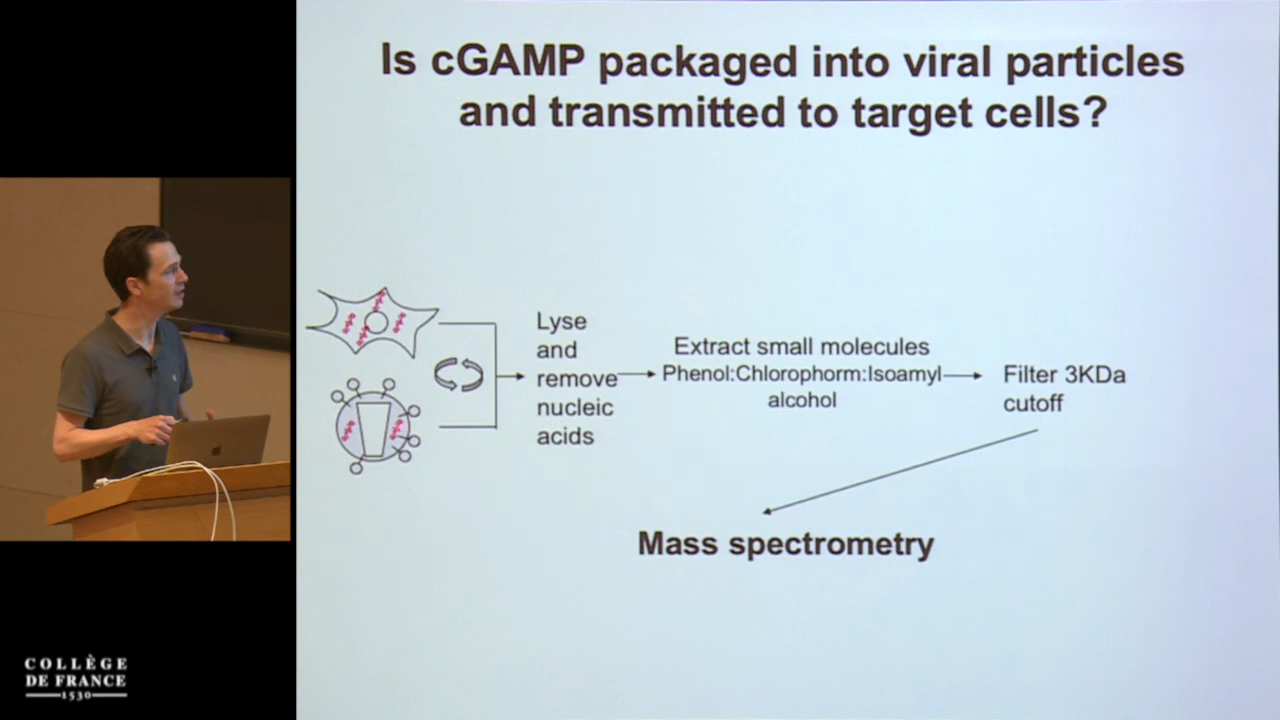 Is cGAMP packaged into viral particles
and transmitted to target cells?
Lyse
and
remove
nucleic
acids
Extract small molecules
Phenol:Chlorophorm:Isoamyl
alcohol
Filter 3KDa
cutoff
Mass spectrometry
COLLÈGE
DE FRANCE
1530